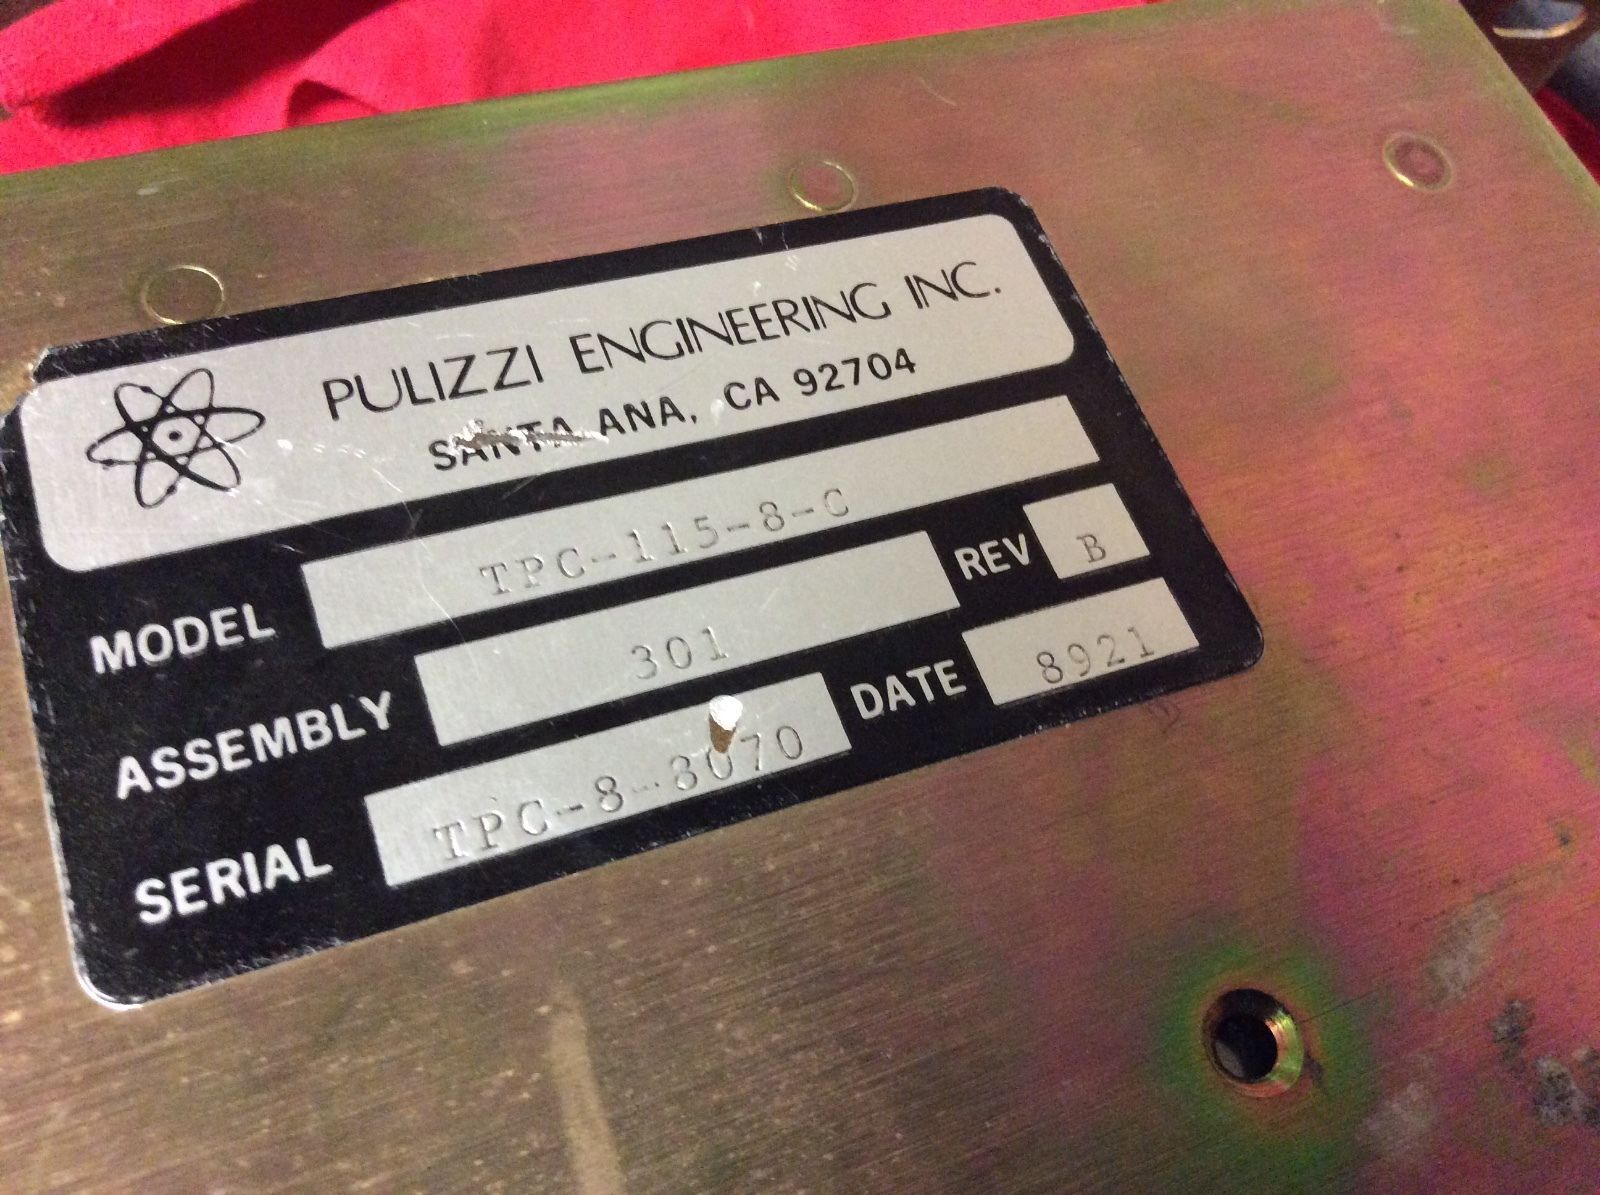 PULIZZI ENGINEERING INC.
SANTA ANA, CA 92704
MODEL TPC-115-8-C
ASSEMBLY 301 REV B
SERIAL TPC-8-3070 DATE 8921